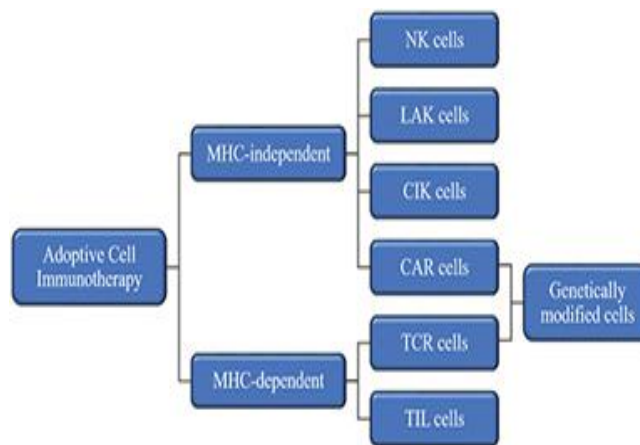 NK cells
LAK cells
MHC-independent
CIK cells
Adoptive Cell
Immunotherapy
CAR cells
Genetically
modified cells
TCR cells
MHC-dependent
TIL cells